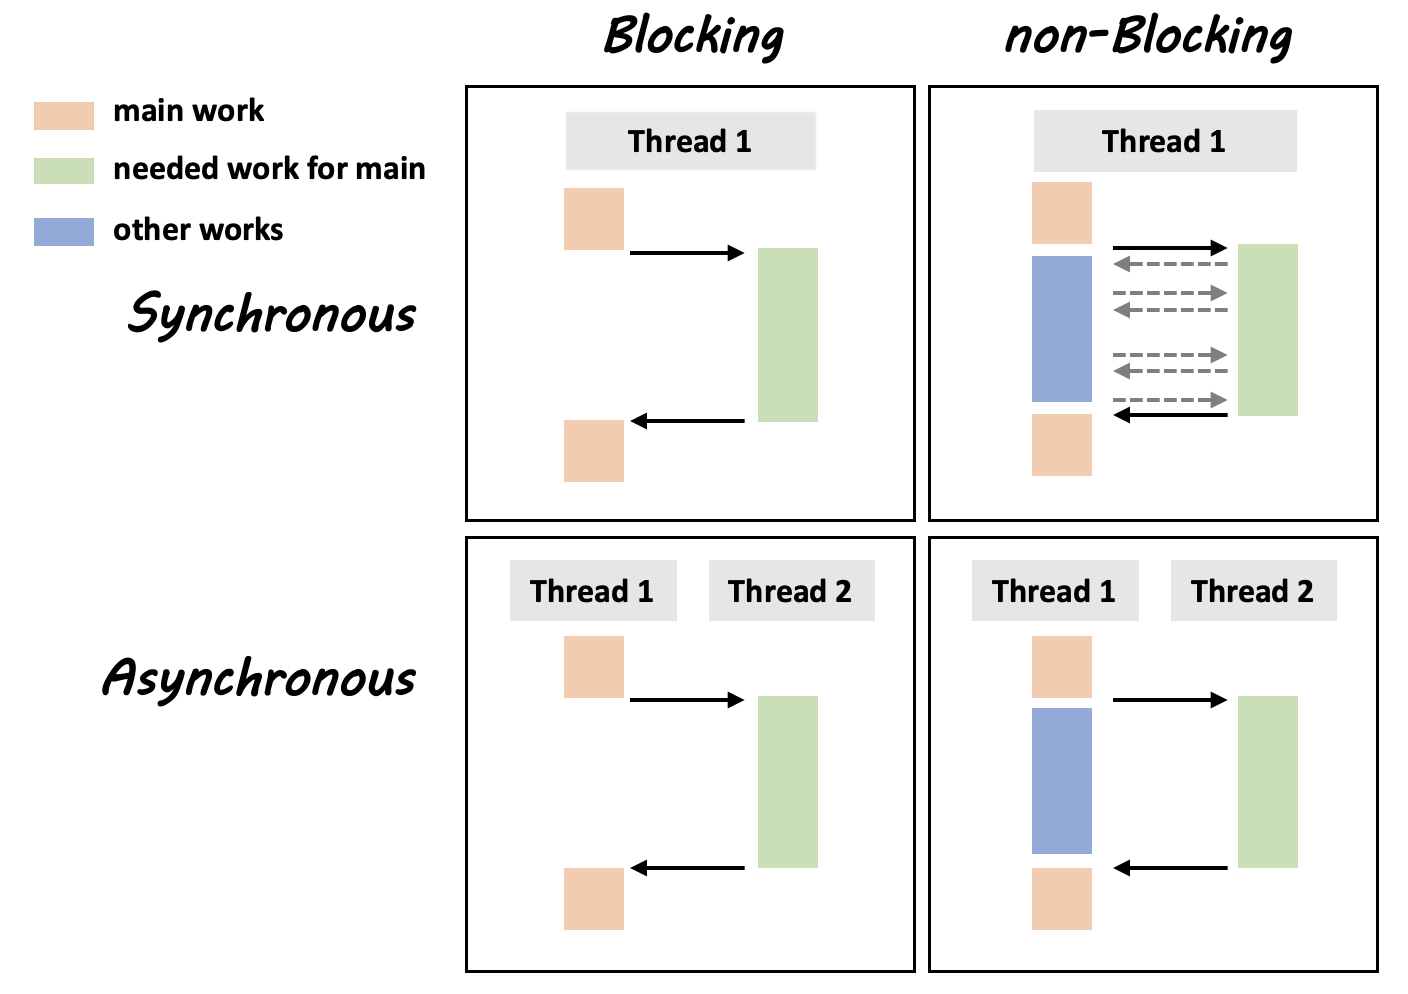 Blocking
non-Blocking
main work
needed work for main
other works
Synchronous
Thread 1
Thread 1
Asynchronous
Thread 1
Thread 2
Thread 1
Thread 2